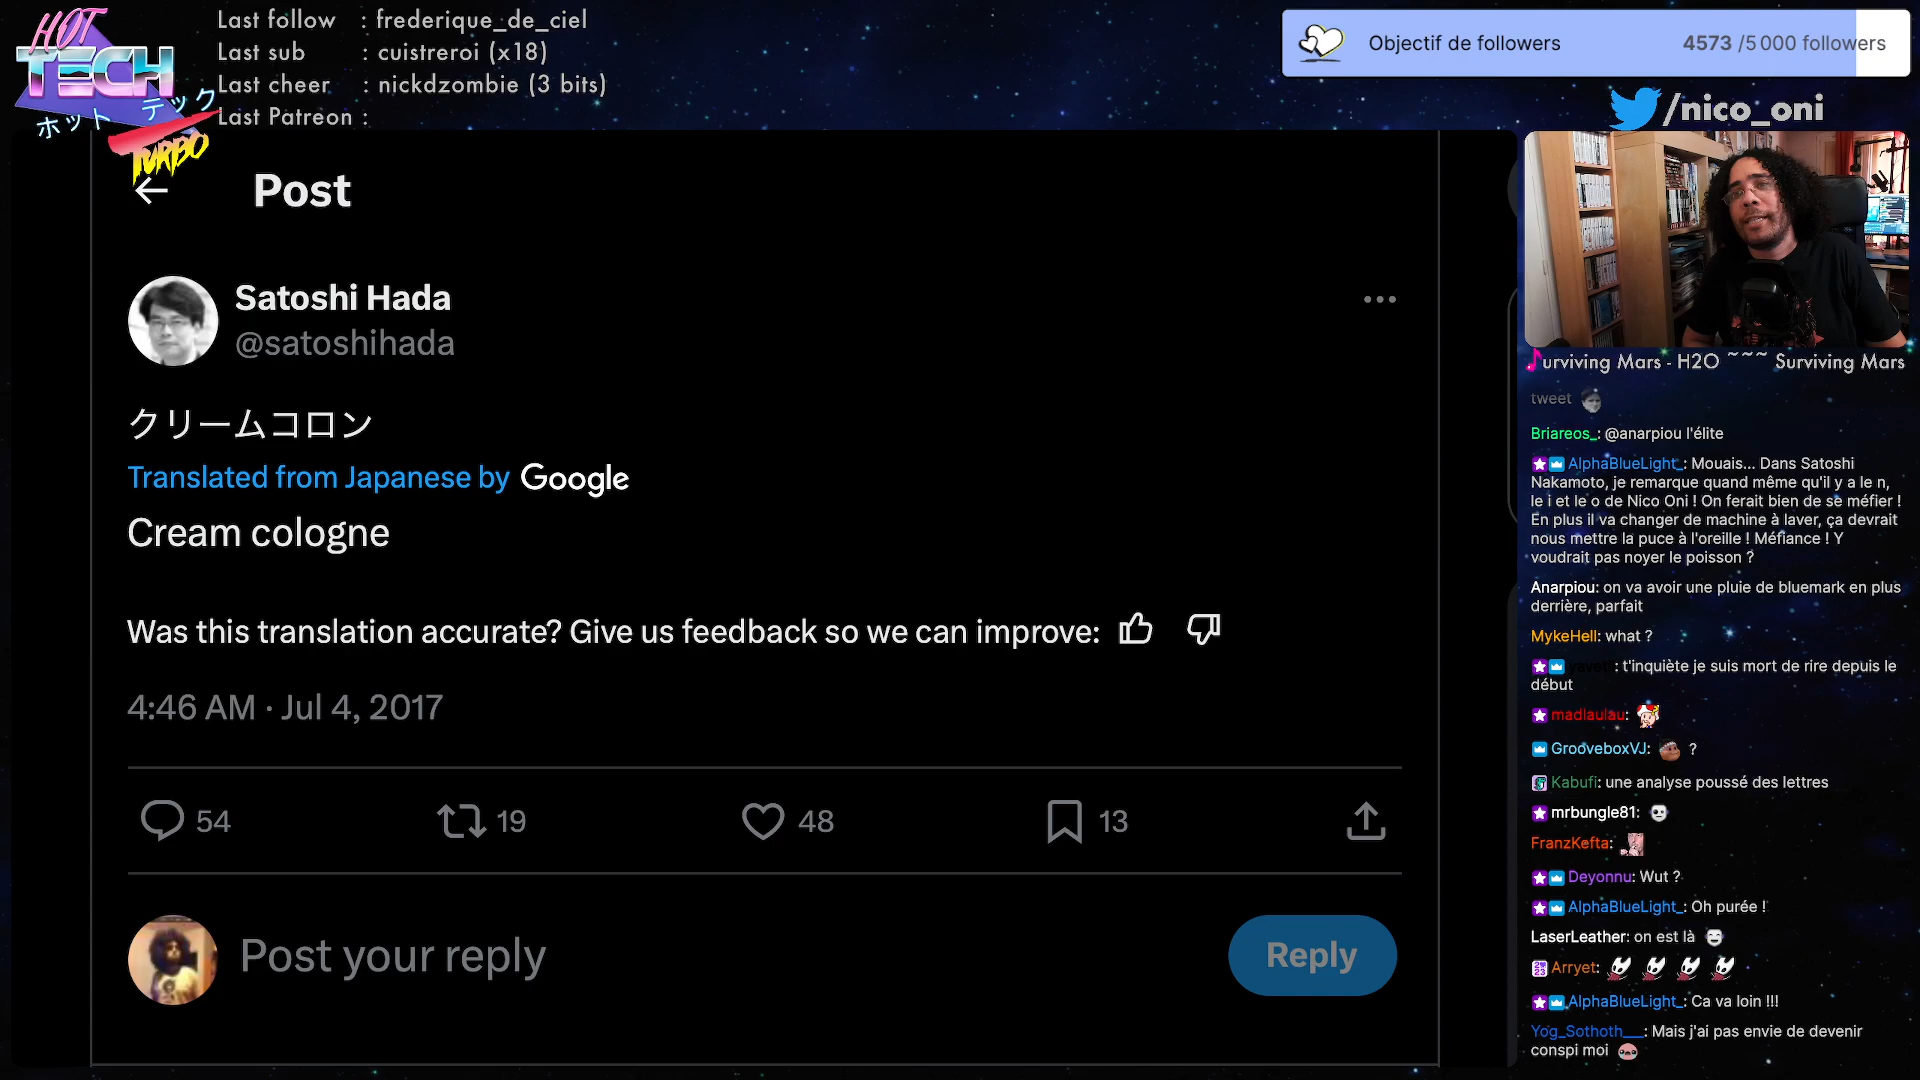 HOT
TECH
ホット テック
TURBO
Last follow : frederique_de_ciel
Last sub : cuistreroi (x18)
Last cheer : nickdzombie (3 bits)
Last Patreon :
Objectif de followers 4573 /5 000 followers
/nico_oni
Post
Satoshi Hada
@satoshihada
クリームコロン
Translated from Japanese by Google
Cream cologne
Was this translation accurate? Give us feedback so we can improve:
4:46 AM · Jul 4, 2017
54 19 48 13
Post your reply
Reply
urviving Mars - H2O ~~~ Surviving Mars
tweet
Briareos_: @anarpiou l'élite
AlphaBlueLight_: Mouais... Dans Satoshi
Nakamoto, je remarque quand même qu'il y a le n,
le i et le o de Nico Oni ! On ferait bien de se méfier !
En plus il va changer de machine à laver, ça devrait
nous mettre la puce à l'oreille ! Méfiance ! Y
voudrait pas noyer le poisson ?
Anarpiou: on va avoir une pluie de bluemark en plus
derrière, parfait
MykeHell: what ?
: t'inquiète je suis mort de rire depuis le
début
madlaulau:
GrooveboxVJ: ?
Kabufi: une analyse poussé des lettres
mrbungle81:
FranzKefta:
Deyonnu: Wut ?
AlphaBlueLight_: Oh purée !
LaserLeather: on est là
Arryet:
AlphaBlueLight_: Ca va loin !!!
Yog_Sothoth___: Mais j'ai pas envie de devenir
conspi moi